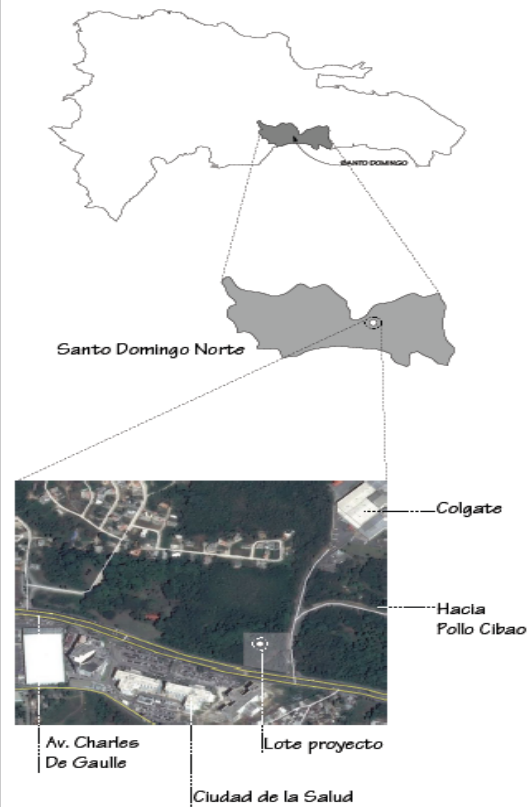 SANTO DOMINGO
Santo Domingo Norte
Colgate
Hacia
Pollo Cibao
Av. Charles
De Gaulle
Lote proyecto
Ciudad de la Salud